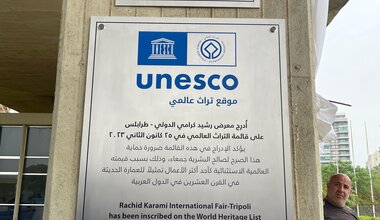 unesco
موقع تراث عالمي
أدرج معرض رشيد كرامي الدولي - طرابلس
على قائمة التراث العالمي في ٢٥ كانون الثاني ٢٠٢٣
يؤكد الإدراج في هذه القائمة ضرورة حماية
هذا الصرح لصالح البشرية جمعاء، وذلك بسبب قيمته
العالمية الاستثنائية كأحد أكثر الأعمال تمثيلاً للعمارة الحديثة
في القرن العشرين في الدول العربية
Rachid Karami International Fair-Tripoli
has been inscribed on the World Heritage List